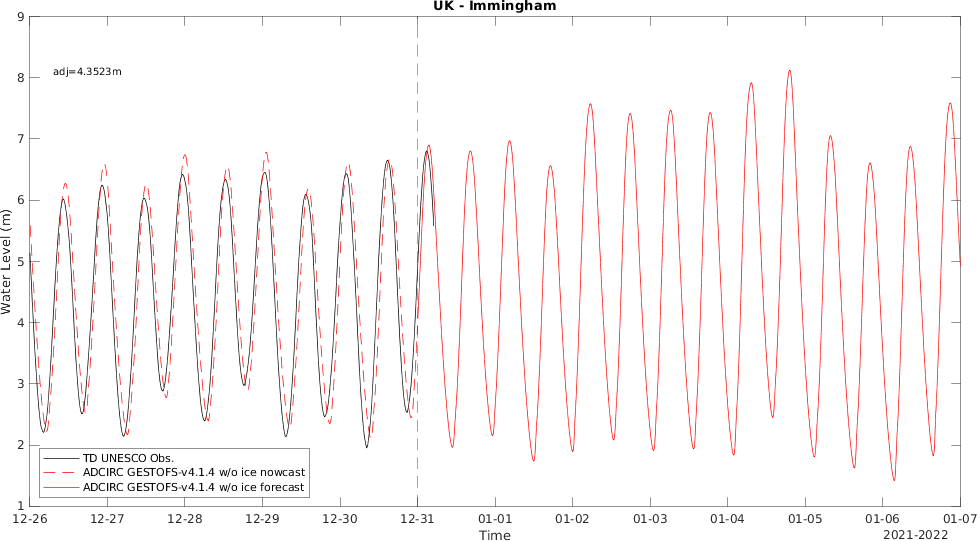 UK - Immingham
9
8
7
6
5
4
3
2
1
Water Level (m)
adj=4.3523m
TD UNESCO Obs.
ADCIRC GESTOFS-v4.1.4 w/o ice nowcast
ADCIRC GESTOFS-v4.1.4 w/o ice forecast
12-26 12-27 12-28 12-29 12-30 12-31 01-01 01-02 01-03 01-04 01-05 01-06 01-07
Time
2021-2022